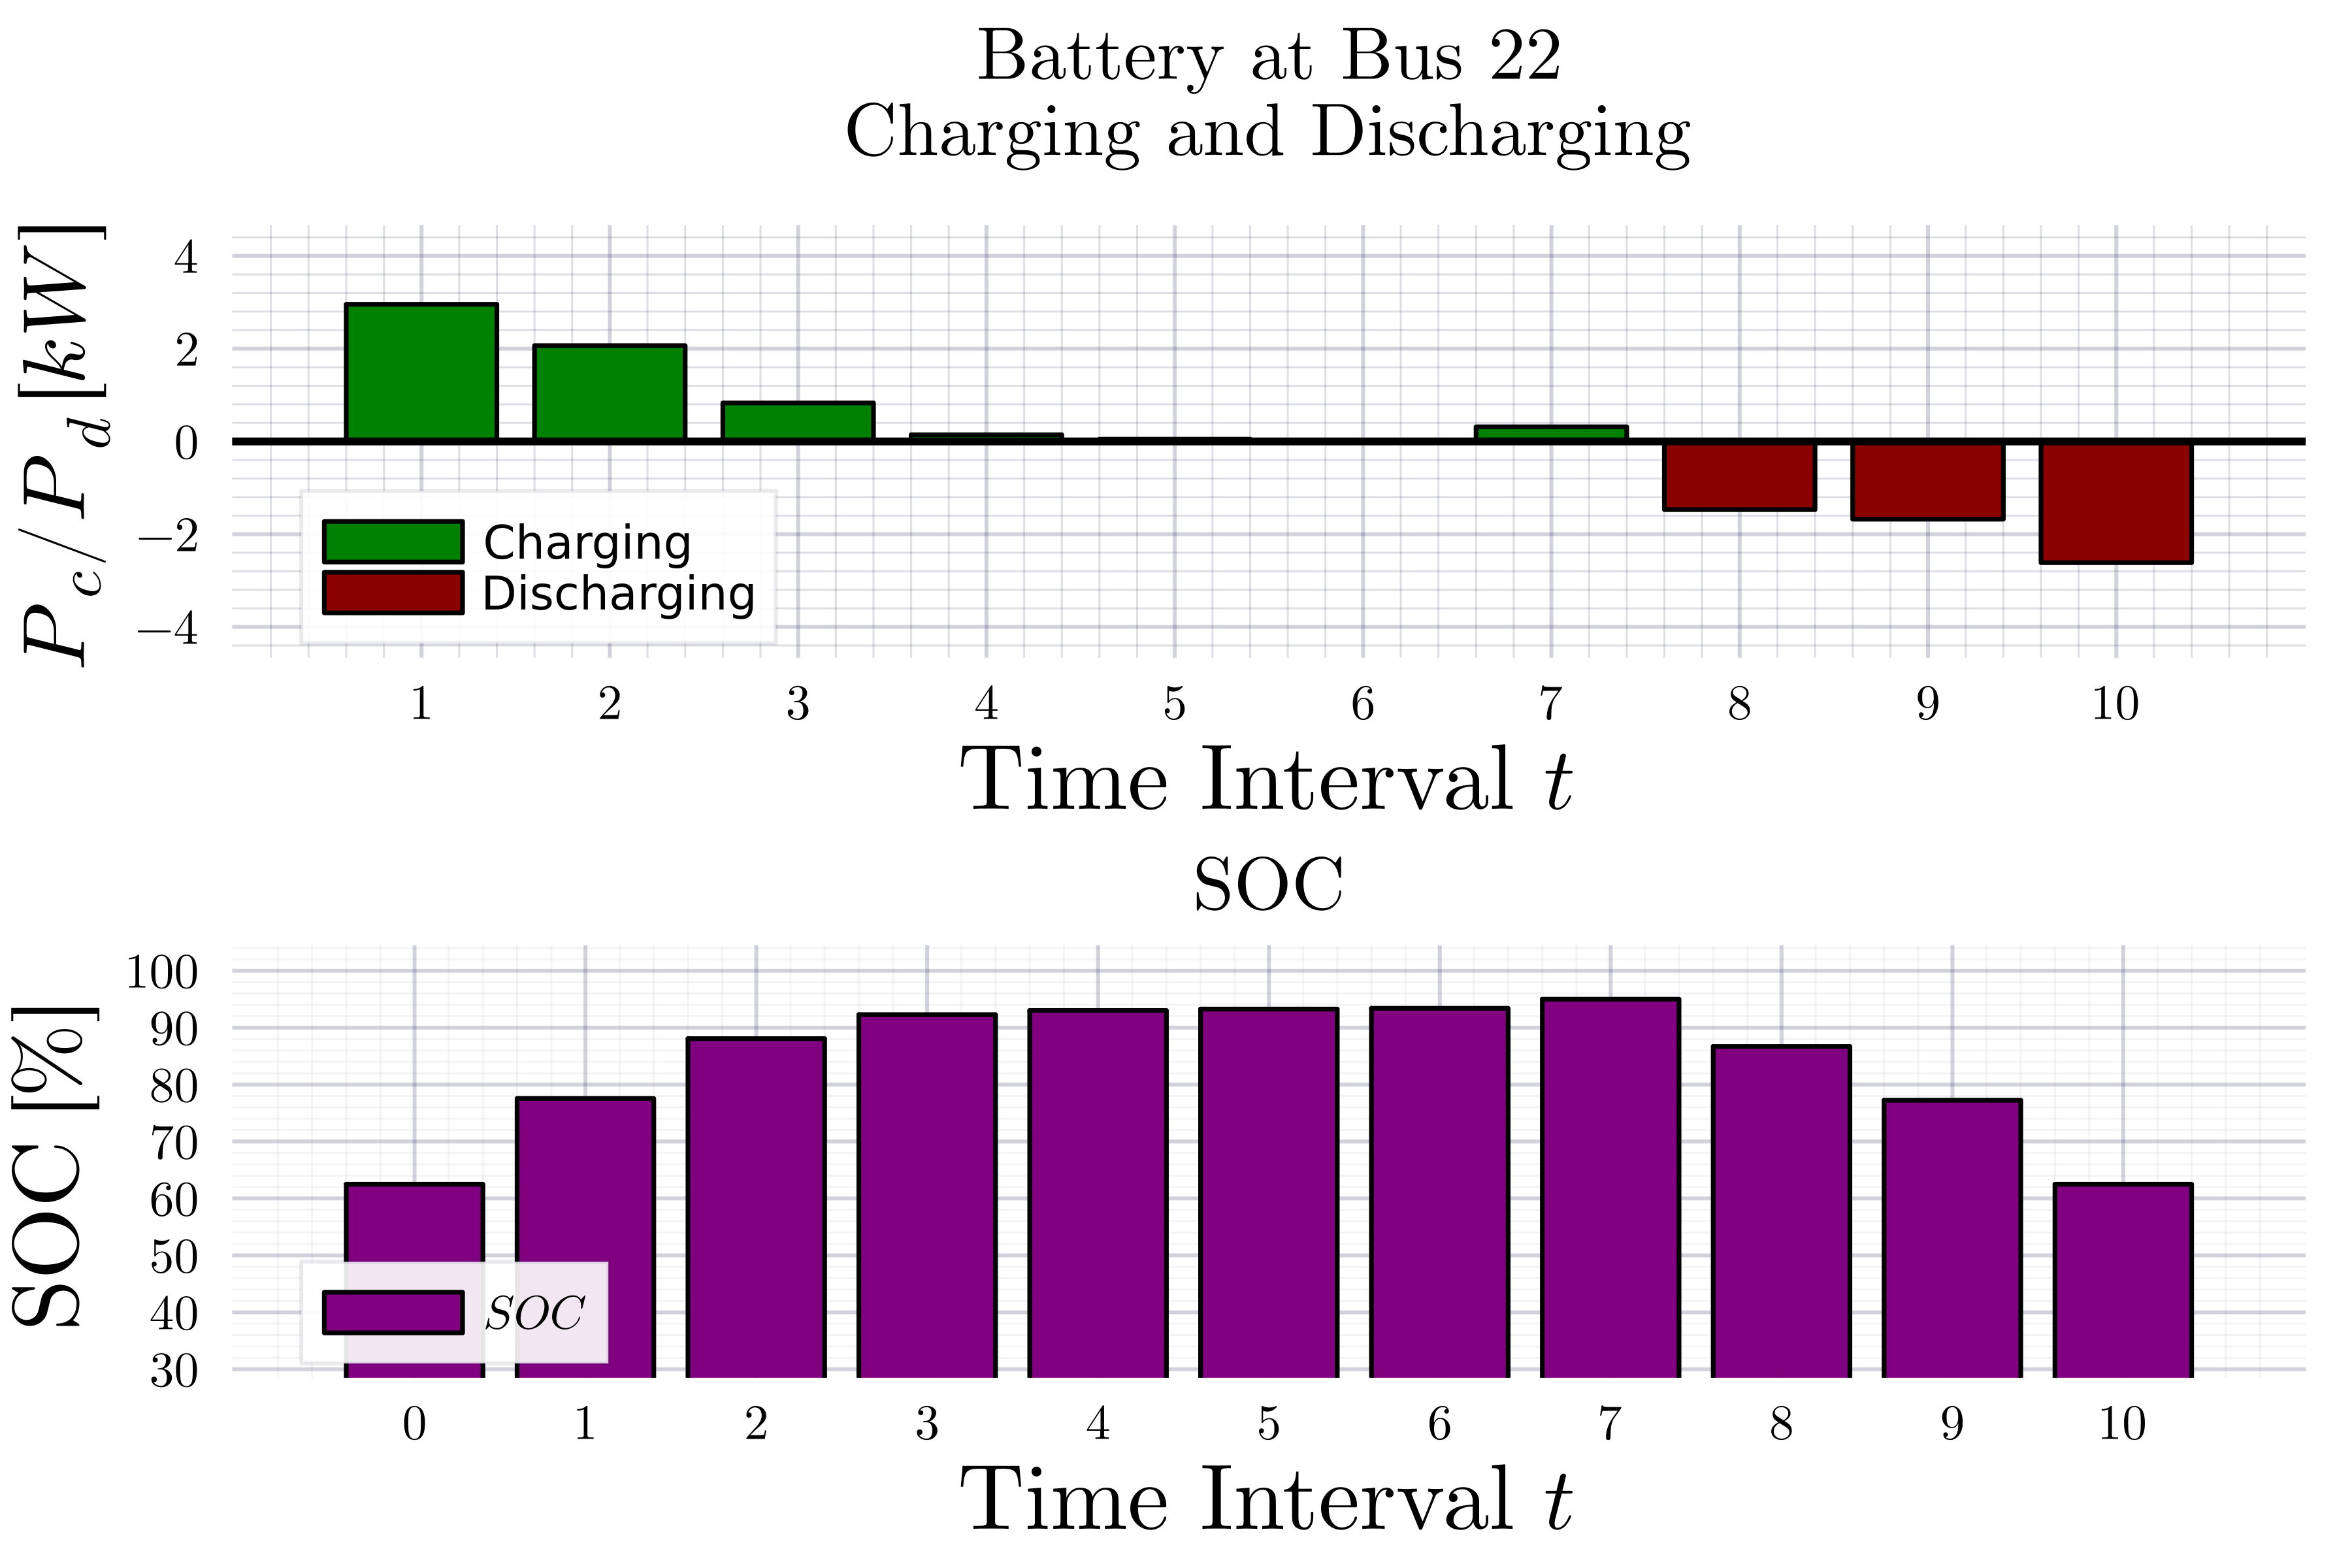 Battery at Bus 22
Charging and Discharging
P_c/P_d [kW]
4
2
0
−2
−4
Charging
Discharging
1 2 3 4 5 6 7 8 9 10
Time Interval t
SOC
SOC [%]
100
90
80
70
60
50
40
30
SOC
0 1 2 3 4 5 6 7 8 9 10
Time Interval t